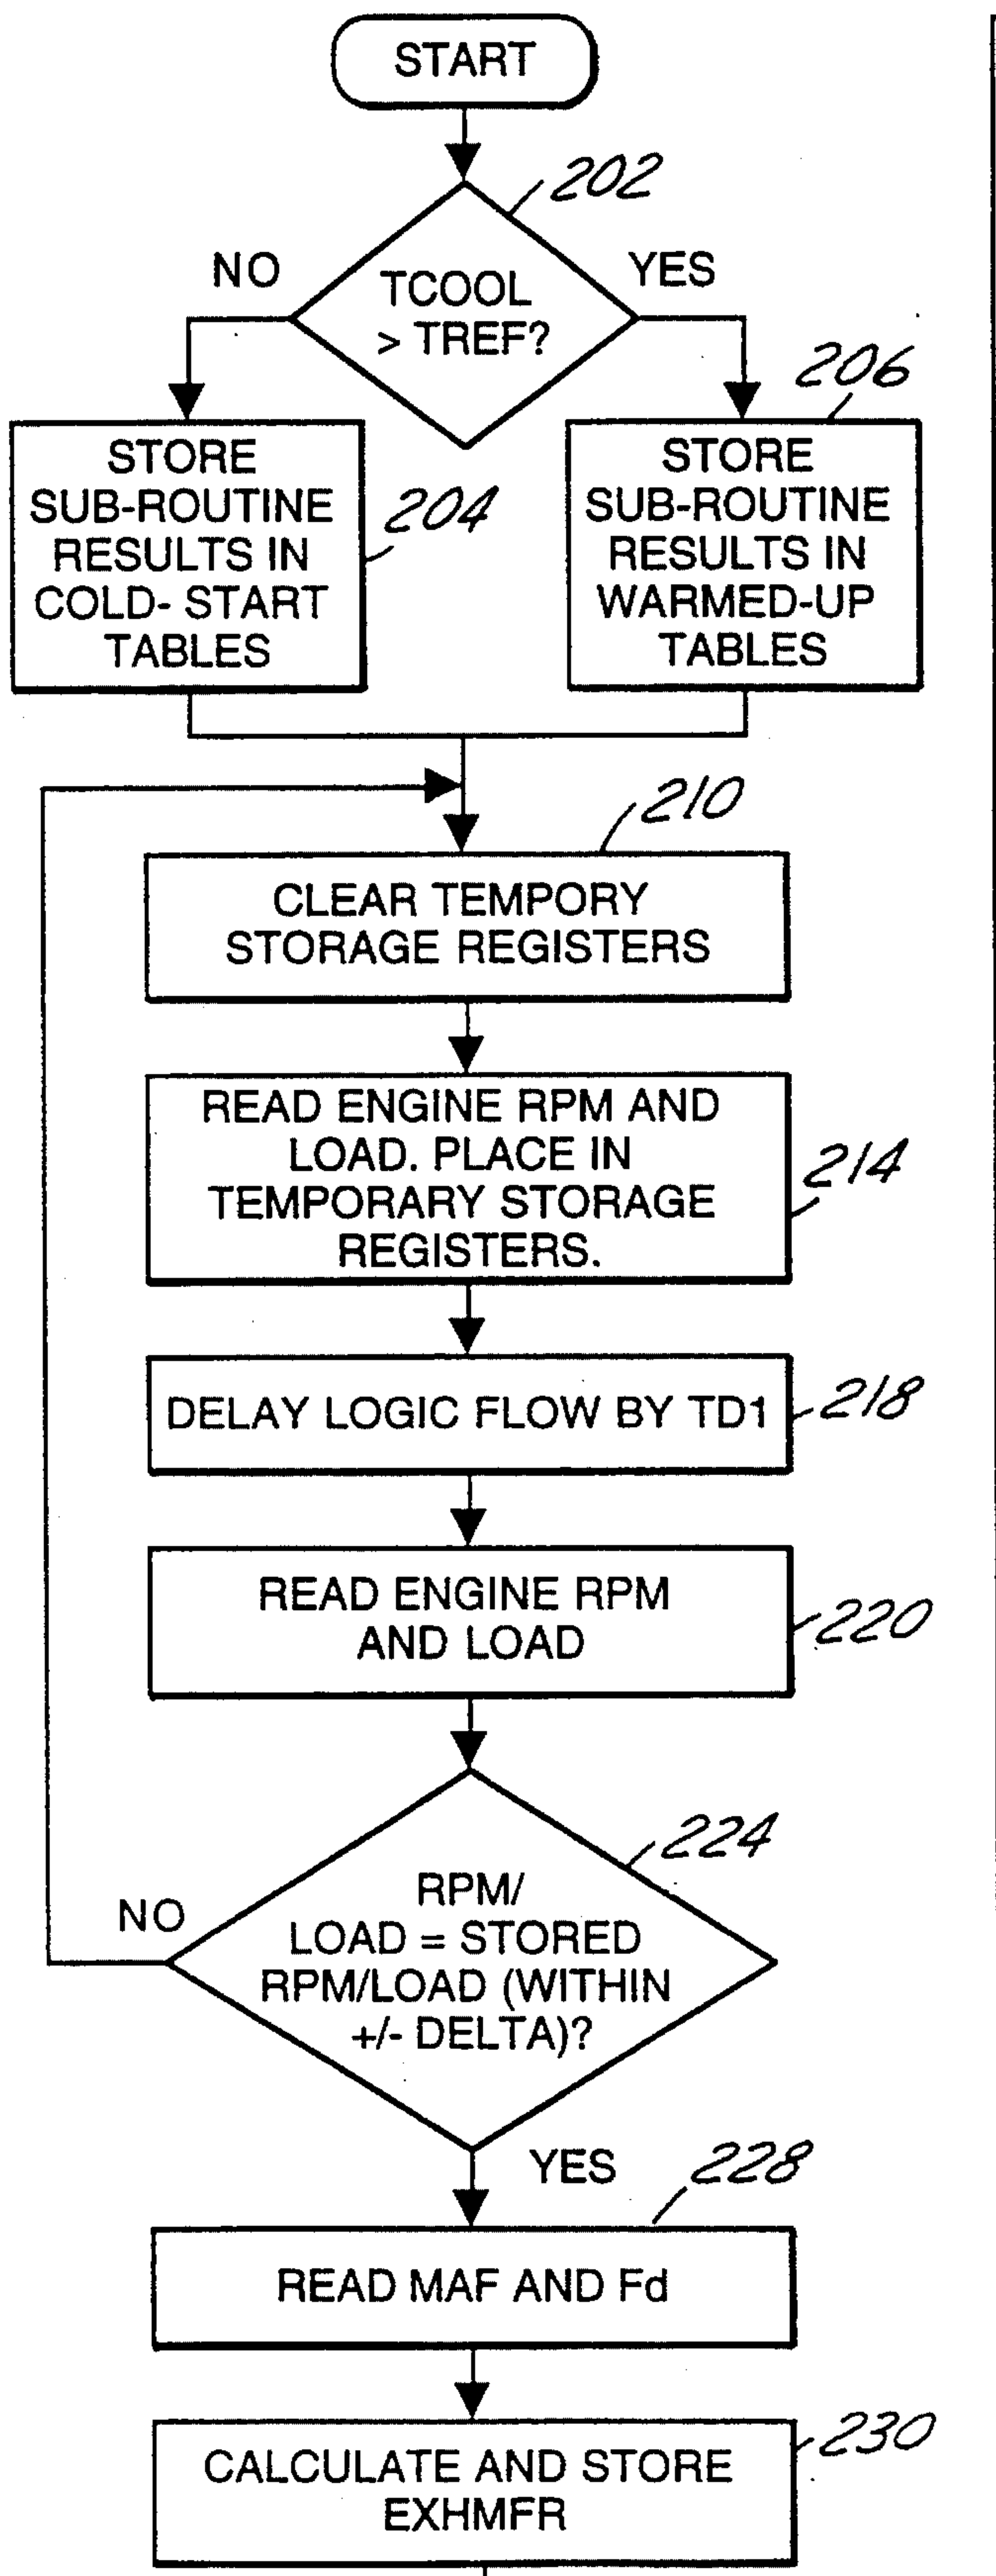 START
202
NO
YES
TCOOL
> TREF?
206
STORE
SUB-ROUTINE
RESULTS IN
COLD- START
TABLES
204
STORE
SUB-ROUTINE
RESULTS IN
WARMED-UP
TABLES
210
CLEAR TEMPORY
STORAGE REGISTERS
READ ENGINE RPM AND
LOAD. PLACE IN
TEMPORARY STORAGE
REGISTERS.
214
DELAY LOGIC FLOW BY TD1
218
READ ENGINE RPM
AND LOAD
220
224
NO
RPM/
LOAD = STORED
RPM/LOAD (WITHIN
+/- DELTA)?
YES
228
READ MAF AND Fd
230
CALCULATE AND STORE
EXHMFR